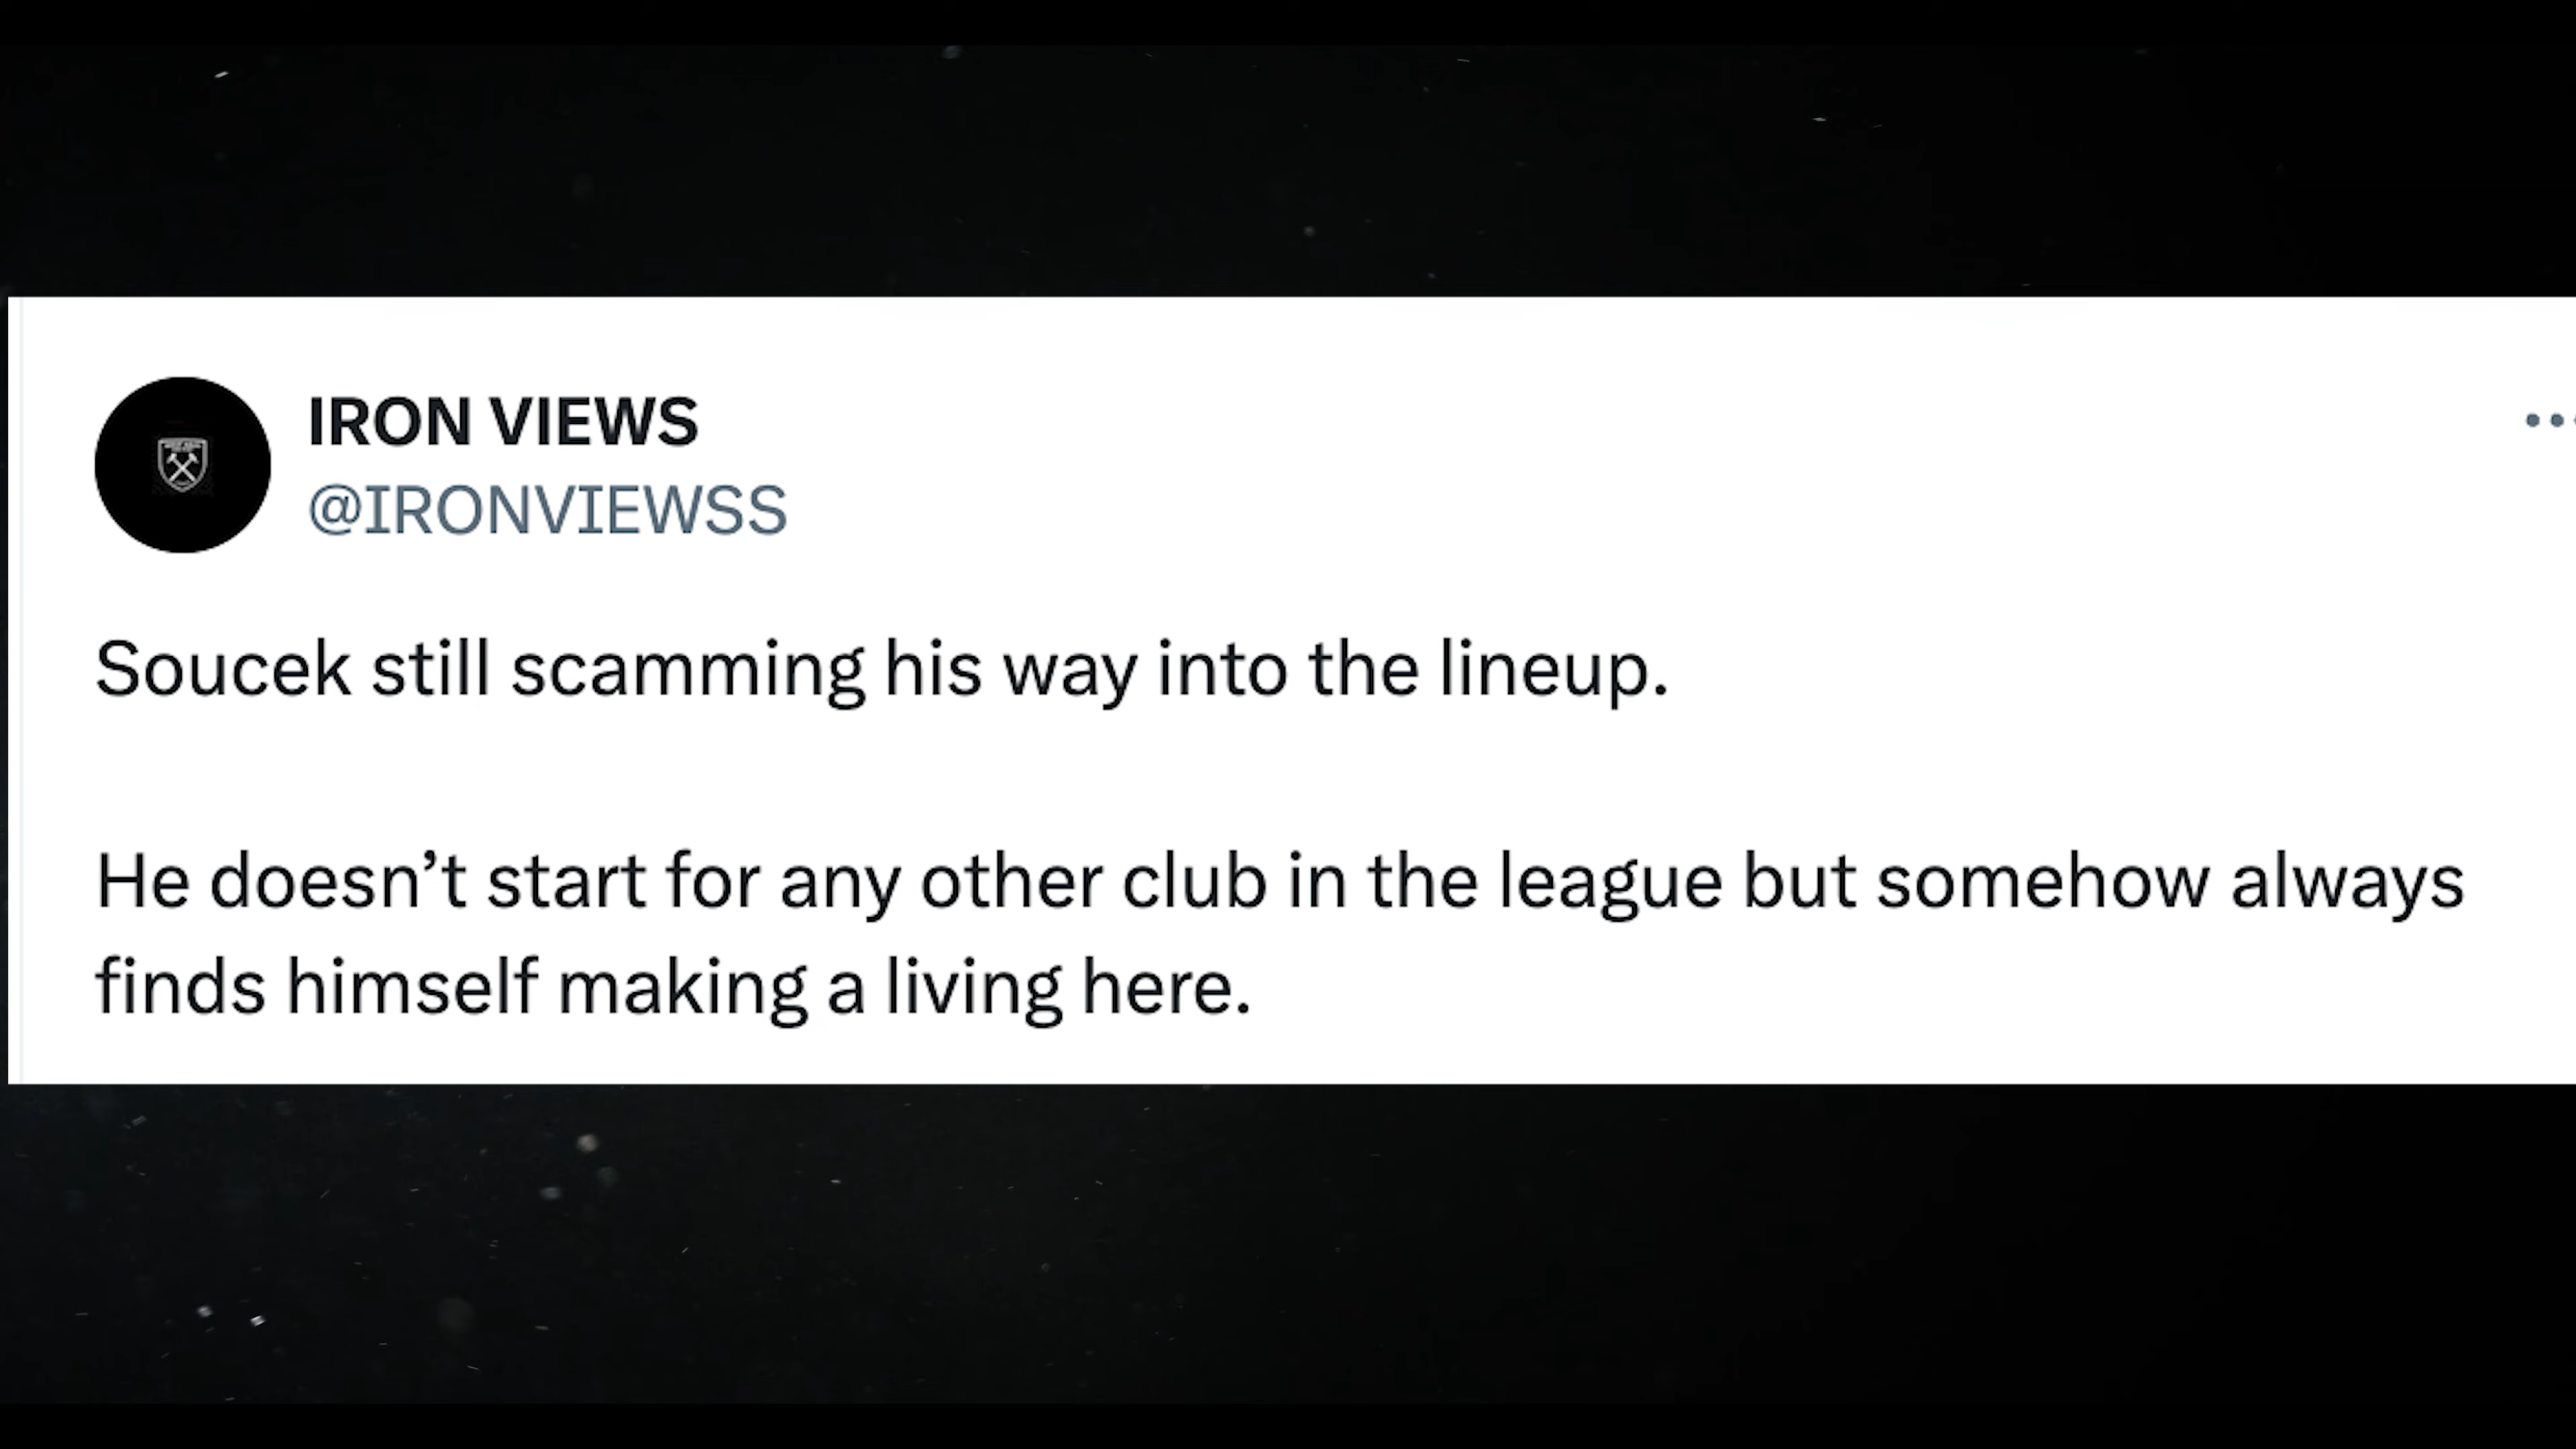 IRON VIEWS
@IRONVIEWSS
Soucek still scamming his way into the lineup.
He doesn’t start for any other club in the league but somehow always
finds himself making a living here.